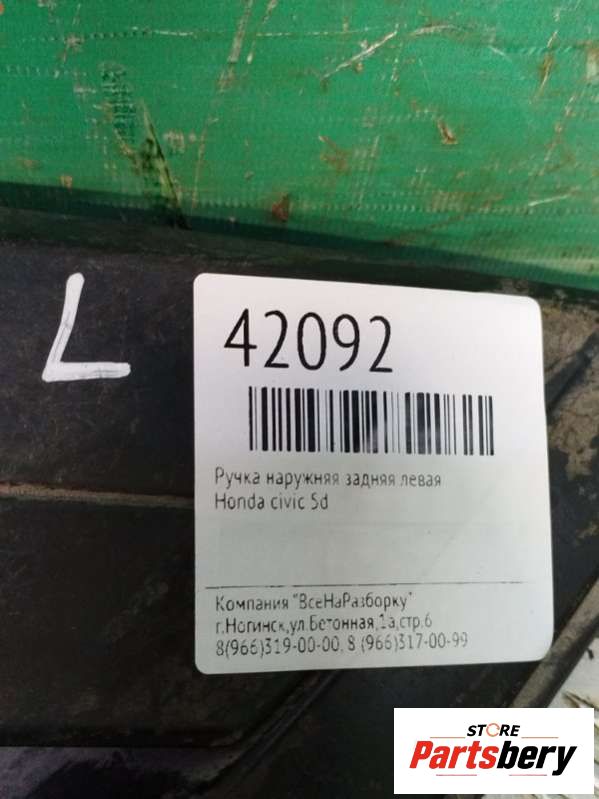 L
42092
Ручка наружняя задняя левая
Honda civic 5d
Компания "ВсеНаРазборку"
г.Ногинск,ул.Бетонная,1а,стр.6
8(966)319-00-00, 8 (966)317-00-99
STORE
Partsbery